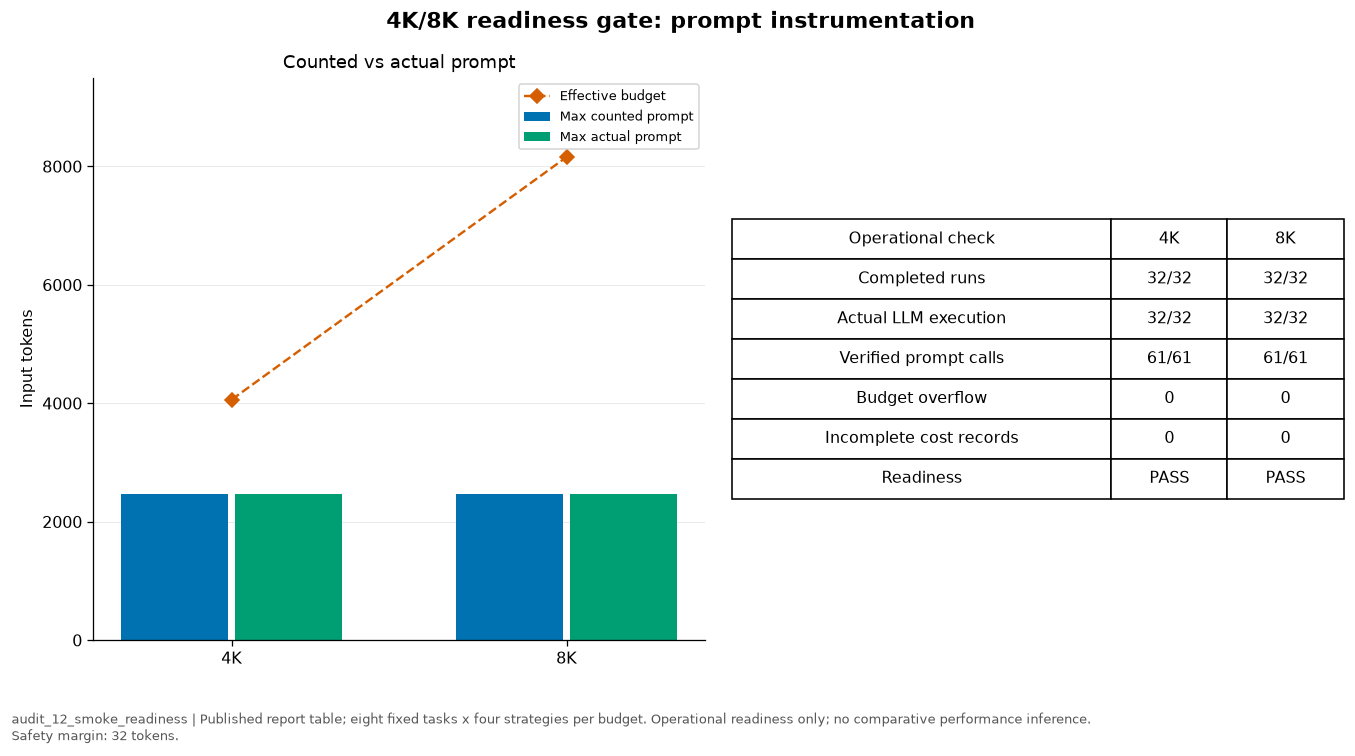 4K/8K readiness gate: prompt instrumentation
Counted vs actual prompt
Effective budget
Max counted prompt
Max actual prompt
Input tokens
8000
6000
4000
2000
0
4K
8K
Operational check 4K 8K
Completed runs 32/32 32/32
Actual LLM execution 32/32 32/32
Verified prompt calls 61/61 61/61
Budget overflow 0 0
Incomplete cost records 0 0
Readiness PASS PASS
audit_12_smoke_readiness | Published report table; eight fixed tasks x four strategies per budget. Operational readiness only; no comparative performance inference.
Safety margin: 32 tokens.